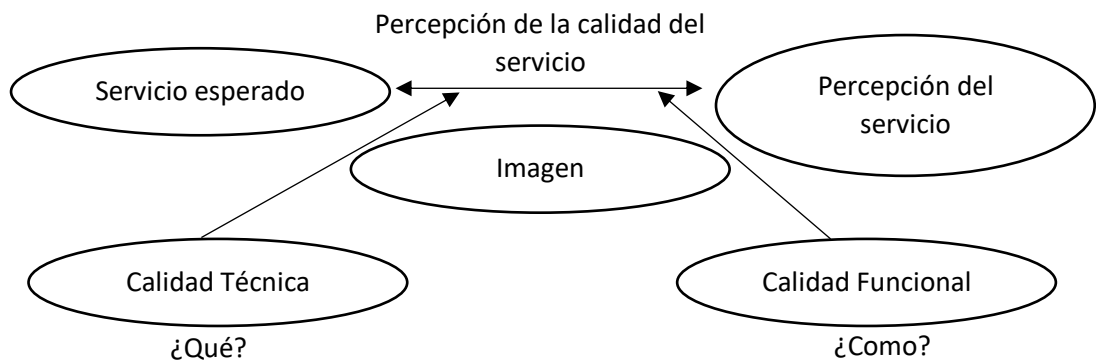 Percepción de la calidad del
servicio
Servicio esperado
Percepción del
servicio
Imagen
Calidad Técnica
Calidad Funcional
¿Qué?
¿Como?